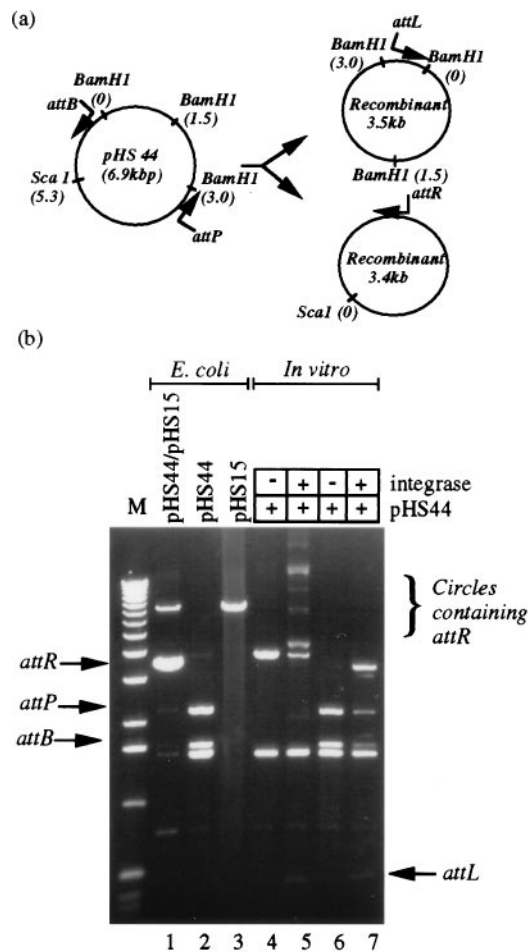 (a)
BamH1
(0)
attB
BamH1
(1.5)
pHS 44
(6.9kbp)
Sca 1
(5.3)
BamH1
(3.0)
attP
attL
BamH1
(3.0)
BamH1
(0)
Recombinant
3.5kb
BamH1 (1.5)
attR
Recombinant
3.4kb
Sca1 (0)
(b)
E. coli
In vitro
M
pHS44/pHS15
pHS44
pHS15
- + - + integrase
+ + + + pHS44
Circles
containing
attR
attR
attP
attB
attL
1 2 3 4 5 6 7